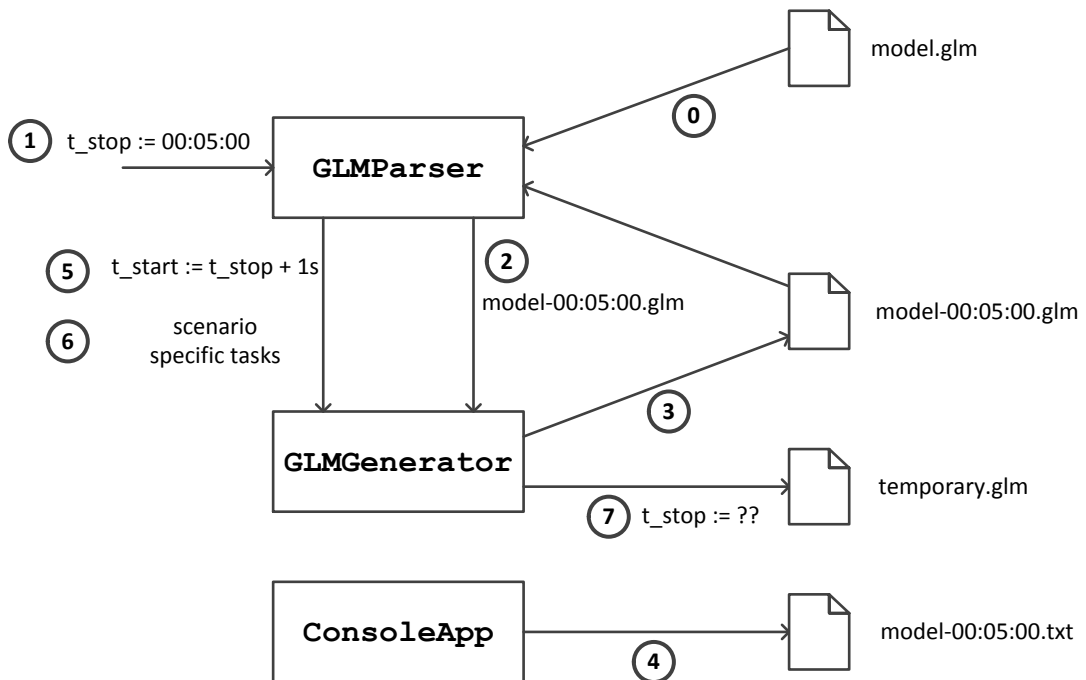 model.glm
0
1 t_stop := 00:05:00
GLMParser
5 t_start := t_stop + 1s
2
model-00:05:00.glm
model-00:05:00.glm
6
scenario
specific tasks
3
GLMGenerator
temporary.glm
7 t_stop := ??
ConsoleApp
model-00:05:00.txt
4